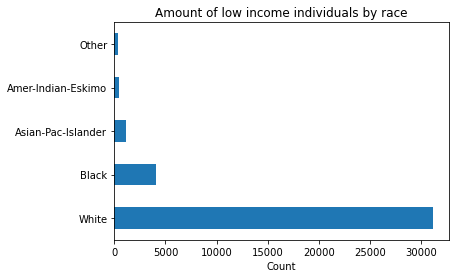 Amount of low income individuals by race
Other
Amer-Indian-Eskimo
Asian-Pac-Islander
Black
White
0 5000 10000 15000 20000 25000 30000
Count